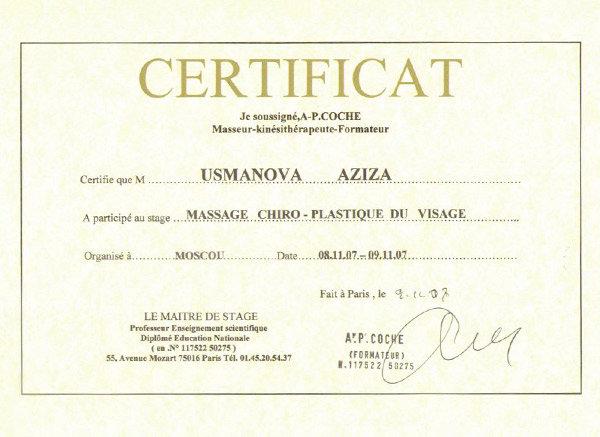 CERTIFICAT
Je soussigné,A-P.COCHE
Masseur-kinésithérapeute-Formateur
Certifie que M ...... USMANOVA AZIZA ......
A participé au stage ...... MASSAGE CHIRO - PLASTIQUE DU VISAGE ......
Organisé à ...... MOSCOU ...... Date ...... 08.11.07 – 09.11.07 ......
Fait à Paris , le 9.11.07
LE MAITRE DE STAGE
Professeur Enseignement scientifique
Diplômé Education Nationale
( en .N° 117522 50275 )
55, Avenue Mozart 75016 Paris Tél. 01.45.20.54.37
A.P. COCHE
(FORMATEUR)
N.117522 50275